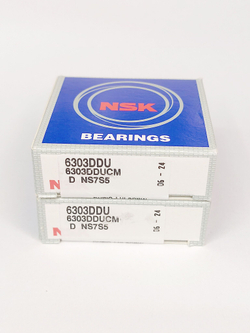 NSK
BEARINGS
6303DDU
6303DDUCM
D NS7S5
06 - 24
6303DDU
6303DDUCM
D NS7S5
06 - 24